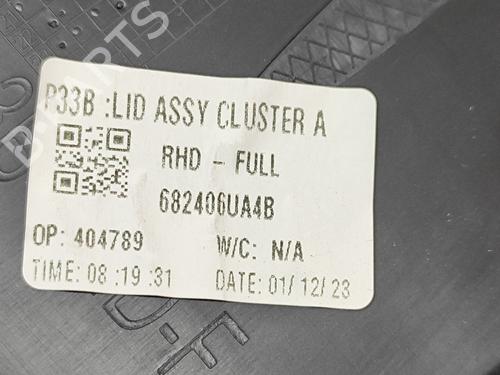 P33B :LID ASSY CLUSTER A
RHD - FULL
682406UA4B
OP: 404789 W/C: N/A
TIME: 08 :19 :31 DATE: 01/ 12/ 23